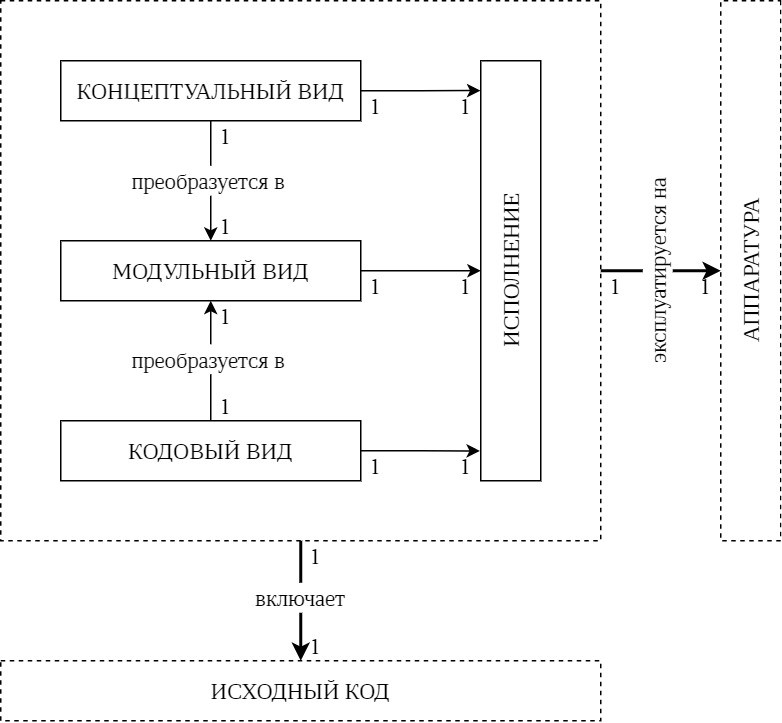 КОНЦЕПТУАЛЬНЫЙ ВИД
1
1
1
преобразуется в
1
МОДУЛЬНЫЙ ВИД
1
1
1
преобразуется в
1
КОДОВЫЙ ВИД
1
1
ИСПОЛНЕНИЕ
1
эксплуатируется на
1
АППАРАТУРА
1
включает
1
ИСХОДНЫЙ КОД